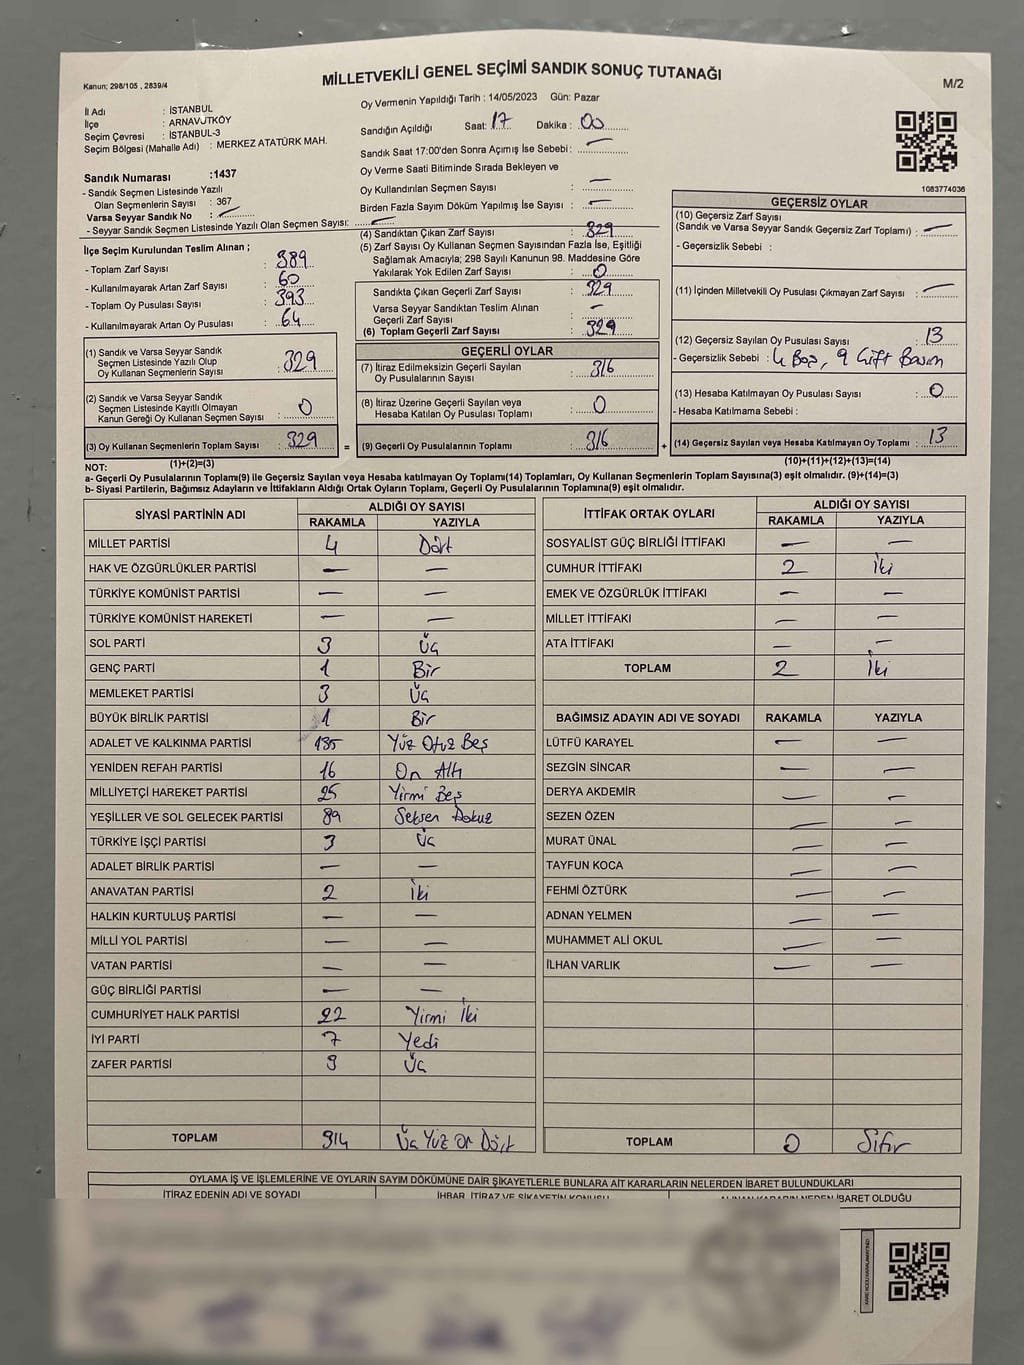 Kanun; 298/105 , 2839/4
MİLLETVEKİLİ GENEL SEÇİMİ SANDIK SONUÇ TUTANAĞI
M/2
İl Adı : İSTANBUL
İlçe : ARNAVUTKÖY
Seçim Çevresi : İSTANBUL-3
Seçim Bölgesi (Mahalle Adı) : MERKEZ ATATÜRK MAH.
Oy Vermenin Yapıldığı Tarih : 14/05/2023 Gün: Pazar
Sandığın Açıldığı Saat: 17 Dakika : 00
Sandık Saat 17:00'den Sonra Açımış İse Sebebi: —
Oy Verme Saati Bitiminde Sırada Bekleyen ve
Oy Kullandırılan Seçmen Sayısı : —
Birden Fazla Sayım Döküm Yapılmış İse Sayısı : —
1083774036
Sandık Numarası :1437
- Sandık Seçmen Listesinde Yazılı
Olan Seçmenlerin Sayısı : 367
Varsa Seyyar Sandık No : —
- Seyyar Sandık Seçmen Listesinde Yazılı Olan Seçmen Sayısı: —
İlçe Seçim Kurulundan Teslim Alınan ;
- Toplam Zarf Sayısı : 389
- Kullanılmayarak Artan Zarf Sayısı : 60
- Toplam Oy Pusulası Sayısı : 393
- Kullanılmayarak Artan Oy Pusulası : 64
(1) Sandık ve Varsa Seyyar Sandık
Seçmen Listesinde Yazılı Olup
Oy Kullanan Seçmenlerin Sayısı : 329
(2) Sandık ve Varsa Seyyar Sandık
Seçmen Listesinde Kayıtlı Olmayan
Kanun Gereği Oy Kullanan Seçmen Sayısı : 0
(3) Oy Kullanan Seçmenlerin Toplam Sayısı : 329
(1)+(2)=(3)
(4) Sandıktan Çıkan Zarf Sayısı : 329
(5) Zarf Sayısı Oy Kullanan Seçmen Sayısından Fazla İse, Eşitliği
Sağlamak Amacıyla; 298 Sayılı Kanunun 98. Maddesine Göre
Yakılarak Yok Edilen Zarf Sayısı : 0
Sandıkta Çıkan Geçerli Zarf Sayısı : 329
Varsa Seyyar Sandıktan Teslim Alınan
Geçerli Zarf Sayısı : —
(6) Toplam Geçerli Zarf Sayısı : 329
GEÇERLİ OYLAR
(7) İtiraz Edilmeksizin Geçerli Sayılan
Oy Pusulalarının Sayısı : 316
(8) İtiraz Üzerine Geçerli Sayılan veya
Hesaba Katılan Oy Pusulası Toplamı : 0
= (9) Geçerli Oy Pusulalarının Toplamı : 316 +
GEÇERSİZ OYLAR
(10) Geçersiz Zarf Sayısı
(Sandık ve Varsa Seyyar Sandık Geçersiz Zarf Toplamı) : —
- Geçersizlik Sebebi :
(11) İçinden Milletvekili Oy Pusulası Çıkmayan Zarf Sayısı : —
(12) Geçersiz Sayılan Oy Pusulası Sayısı : 13
- Geçersizlik Sebebi : 4 Boş, 9 Çift Basım
(13) Hesaba Katılmayan Oy Pusulası Sayısı : 0
- Hesaba Katılmama Sebebi :
(14) Geçersiz Sayılan veya Hesaba Katılmayan Oy Toplamı : 13
(10)+(11)+(12)+(13)=(14)
NOT:
a- Geçerli Oy Pusulalarının Toplamı(9) ile Geçersiz Sayılan veya Hesaba katılmayan Oy Toplamı(14) Toplamları, Oy Kullanan Seçmenlerin Toplam Sayısına(3) eşit olmalıdır. (9)+(14)=(3)
b- Siyasi Partilerin, Bağımsız Adayların ve İttifakların Aldığı Ortak Oyların Toplamı, Geçerli Oy Pusulalarının Toplamına(9) eşit olmalıdır.
SİYASİ PARTİNİN ADI ALDIĞI OY SAYISI
RAKAMLA YAZIYLA
MİLLET PARTİSİ 4 Dört
HAK VE ÖZGÜRLÜKLER PARTİSİ — —
TÜRKİYE KOMÜNİST PARTİSİ — —
TÜRKİYE KOMÜNİST HAREKETİ — —
SOL PARTİ 3 Üç
GENÇ PARTİ 1 Bir
MEMLEKET PARTİSİ 3 Üç
BÜYÜK BİRLİK PARTİSİ 1 Bir
ADALET VE KALKINMA PARTİSİ 135 Yüz Otuz Beş
YENİDEN REFAH PARTİSİ 16 On Altı
MİLLİYETÇİ HAREKET PARTİSİ 25 Yirmi Beş
YEŞİLLER VE SOL GELECEK PARTİSİ 89 Seksen Dokuz
TÜRKİYE İŞÇİ PARTİSİ 3 Üç
ADALET BİRLİK PARTİSİ — —
ANAVATAN PARTİSİ 2 İki
HALKIN KURTULUŞ PARTİSİ — —
MİLLİ YOL PARTİSİ — —
VATAN PARTİSİ — —
GÜÇ BİRLİĞİ PARTİSİ — —
CUMHURİYET HALK PARTİSİ 22 Yirmi İki
İYİ PARTİ 7 Yedi
ZAFER PARTİSİ 3 Üç
TOPLAM 314 Üç Yüz On Dört
İTTİFAK ORTAK OYLARI ALDIĞI OY SAYISI
RAKAMLA YAZIYLA
SOSYALİST GÜÇ BİRLİĞİ İTTİFAKI — —
CUMHUR İTTİFAKI 2 İki
EMEK VE ÖZGÜRLÜK İTTİFAKI — —
MİLLET İTTİFAKI — —
ATA İTTİFAKI — —
TOPLAM 2 İki
BAĞIMSIZ ADAYIN ADI VE SOYADI RAKAMLA YAZIYLA
LÜTFÜ KARAYEL — —
SEZGİN SİNCAR — —
DERYA AKDEMİR — —
SEZEN ÖZEN — —
MURAT ÜNAL — —
TAYFUN KOCA — —
FEHMİ ÖZTÜRK — —
ADNAN YELMEN — —
MUHAMMET ALİ OKUL — —
İLHAN VARLIK — —
TOPLAM 0 Sıfır
OYLAMA İŞ VE İŞLEMLERİNE VE OYLARIN SAYIM DÖKÜMÜNE DAİR ŞİKAYETLERLE BUNLARA AİT KARARLARIN NELERDEN İBARET BULUNDUKLARI
İTİRAZ EDENİN ADI VE SOYADI İHBAR, İTİRAZ VE ŞİKAYETİN KONUSU ALINAN KARARIN NEDEN İBARET OLDUĞU